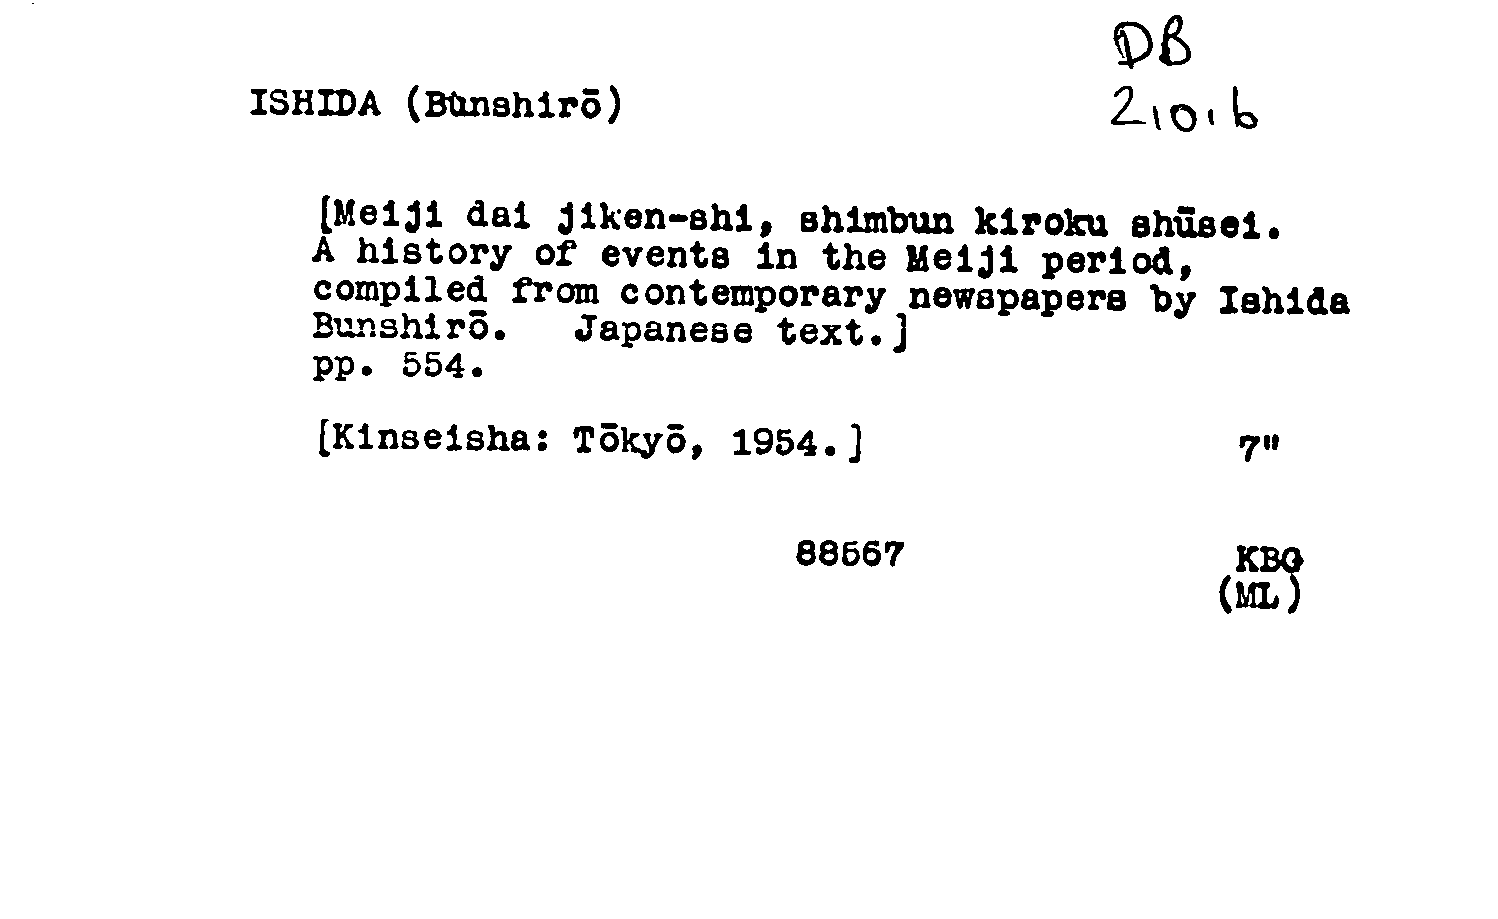 DB
ISHIDA (Bunshirō)
210.6
[Meiji dai jiken-shi, shimbun kiroku shūsei.
A history of events in the Meiji period,
compiled from contemporary newspapers by Ishida
Bunshirō. Japanese text.]
pp. 554.
[Kinseisha: Tōkyō, 1954.]
7"
88567
KBG
(ML)